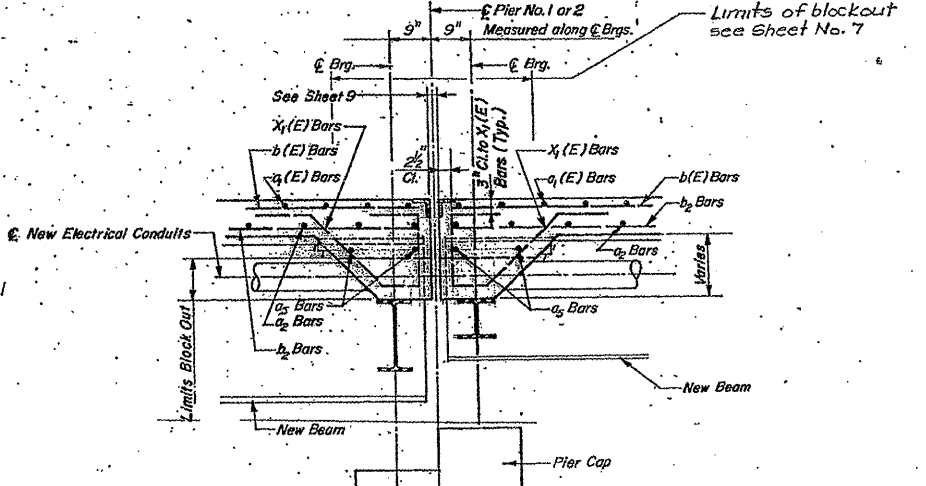 ℄ Pier No. 1 or 2
9" 9"
Measured along ℄ Brgs.
Limits of blockout
see Sheet No. 7
℄ Brg.
℄ Brg.
See Sheet 9
X₁(E) Bars
b(E) Bars
a₁(E) Bars
2½"
Cl.
3" Cl. to X₁(E)
Bars (Typ.)
X₁(E) Bars
a₁(E) Bars
b(E) Bars
b₂ Bars
a₂ Bars
℄ New Electrical Conduits
Varies
a₅ Bars
a₂ Bars
b₂ Bars
a₅ Bars
Limits Block Out
New Beam
New Beam
Pier Cap